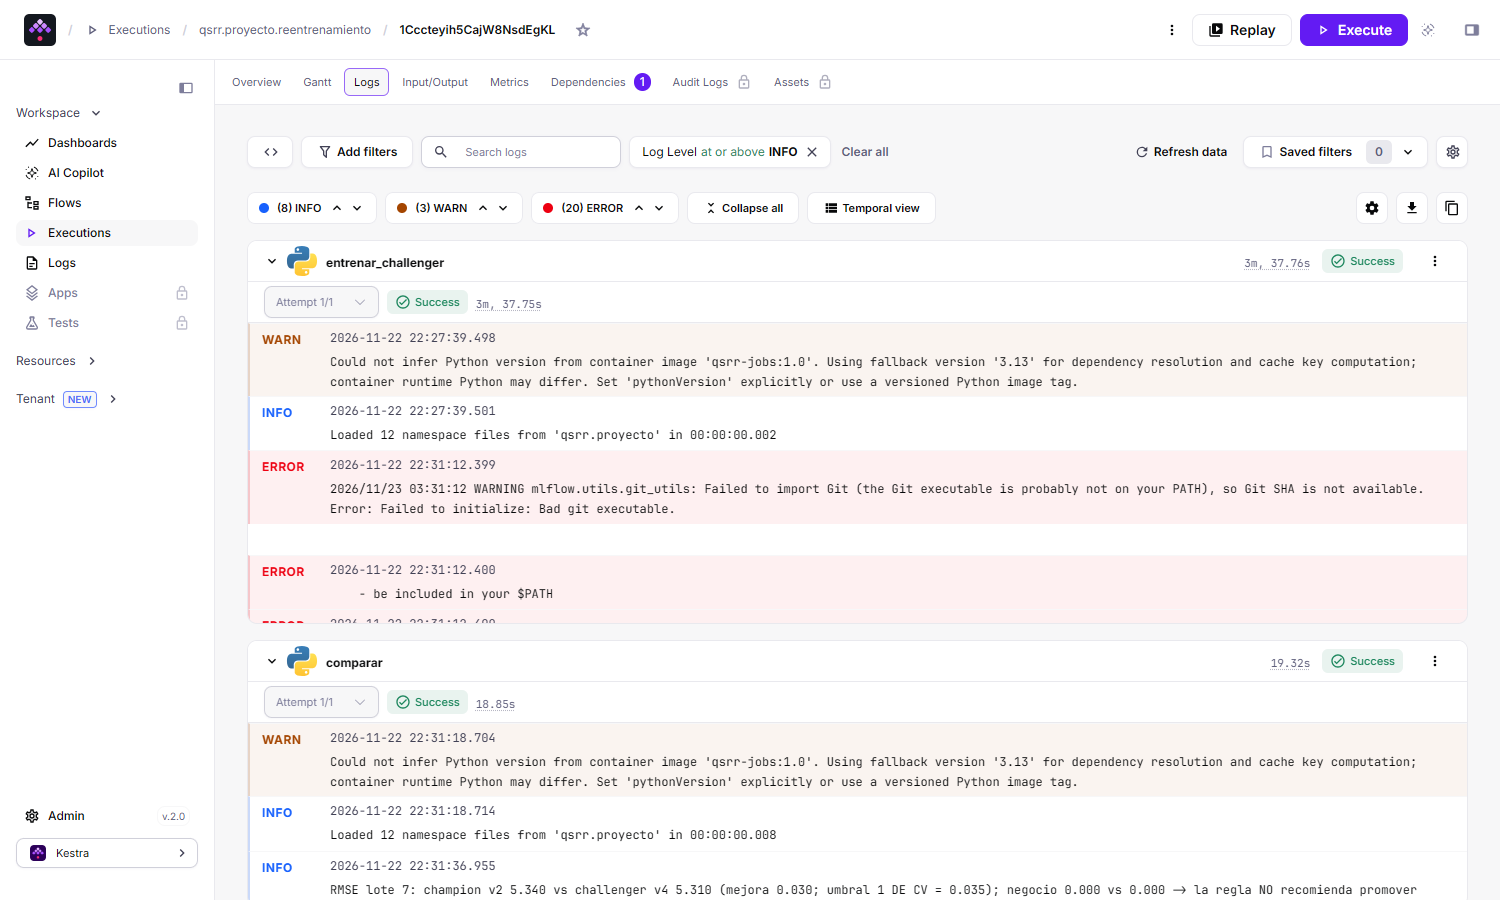 / Executions / qsrr.proyecto.reentrenamiento / 1Cccteyih5CajW8NsdEgKL
Replay
Execute
Overview Gantt Logs Input/Output Metrics Dependencies 1 Audit Logs Assets
Workspace
Dashboards
AI Copilot
Flows
Executions
Logs
Apps
Tests
Resources
Tenant NEW
Admin v.2.0
Kestra
Add filters
Search logs
Log Level at or above INFO
Clear all
Refresh data
Saved filters 0
(8) INFO
(3) WARN
(20) ERROR
Collapse all
Temporal view
entrenar_challenger 3m, 37.76s Success
Attempt 1/1 Success 3m, 37.75s
WARN 2026-11-22 22:27:39.498
Could not infer Python version from container image 'qsrr-jobs:1.0'. Using fallback version '3.13' for dependency resolution and cache key computation;
container runtime Python may differ. Set 'pythonVersion' explicitly or use a versioned Python image tag.
INFO 2026-11-22 22:27:39.501
Loaded 12 namespace files from 'qsrr.proyecto' in 00:00:00.002
ERROR 2026-11-22 22:31:12.399
2026/11/23 03:31:12 WARNING mlflow.utils.git_utils: Failed to import Git (the Git executable is probably not on your PATH), so Git SHA is not available.
Error: Failed to initialize: Bad git executable.
ERROR 2026-11-22 22:31:12.400
- be included in your $PATH
ERROR 2026-11-22 22:31:12.400
comparar 19.32s Success
Attempt 1/1 Success 18.85s
WARN 2026-11-22 22:31:18.704
Could not infer Python version from container image 'qsrr-jobs:1.0'. Using fallback version '3.13' for dependency resolution and cache key computation;
container runtime Python may differ. Set 'pythonVersion' explicitly or use a versioned Python image tag.
INFO 2026-11-22 22:31:18.714
Loaded 12 namespace files from 'qsrr.proyecto' in 00:00:00.008
INFO 2026-11-22 22:31:36.955
RMSE lote 7: champion v2 5.340 vs challenger v4 5.310 (mejora 0.030; umbral 1 DE CV = 0.035); negocio 0.000 vs 0.000 → la regla NO recomienda promover